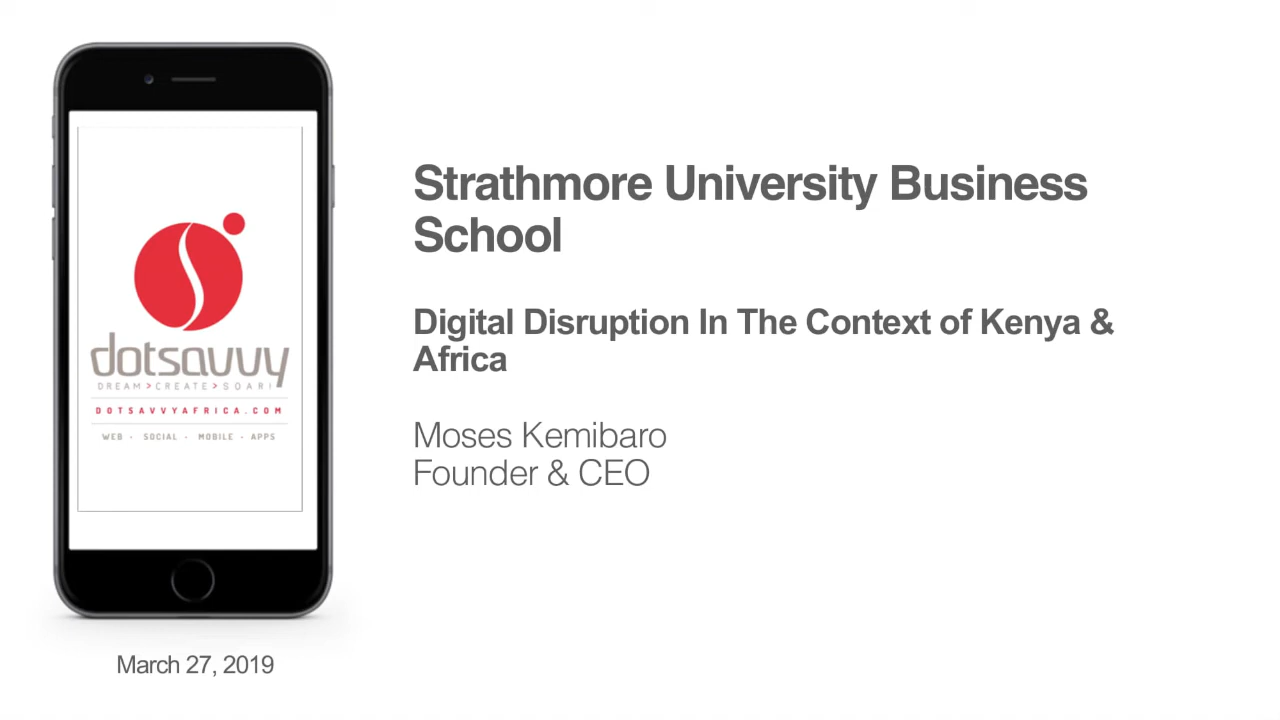 dotsavvy
DREAM>CREATE>SOAR!
DOTSAVVYAFRICA.COM
WEB · SOCIAL · MOBILE · APPS
March 27, 2019
Strathmore University Business
School
Digital Disruption In The Context of Kenya &
Africa
Moses Kemibaro
Founder & CEO